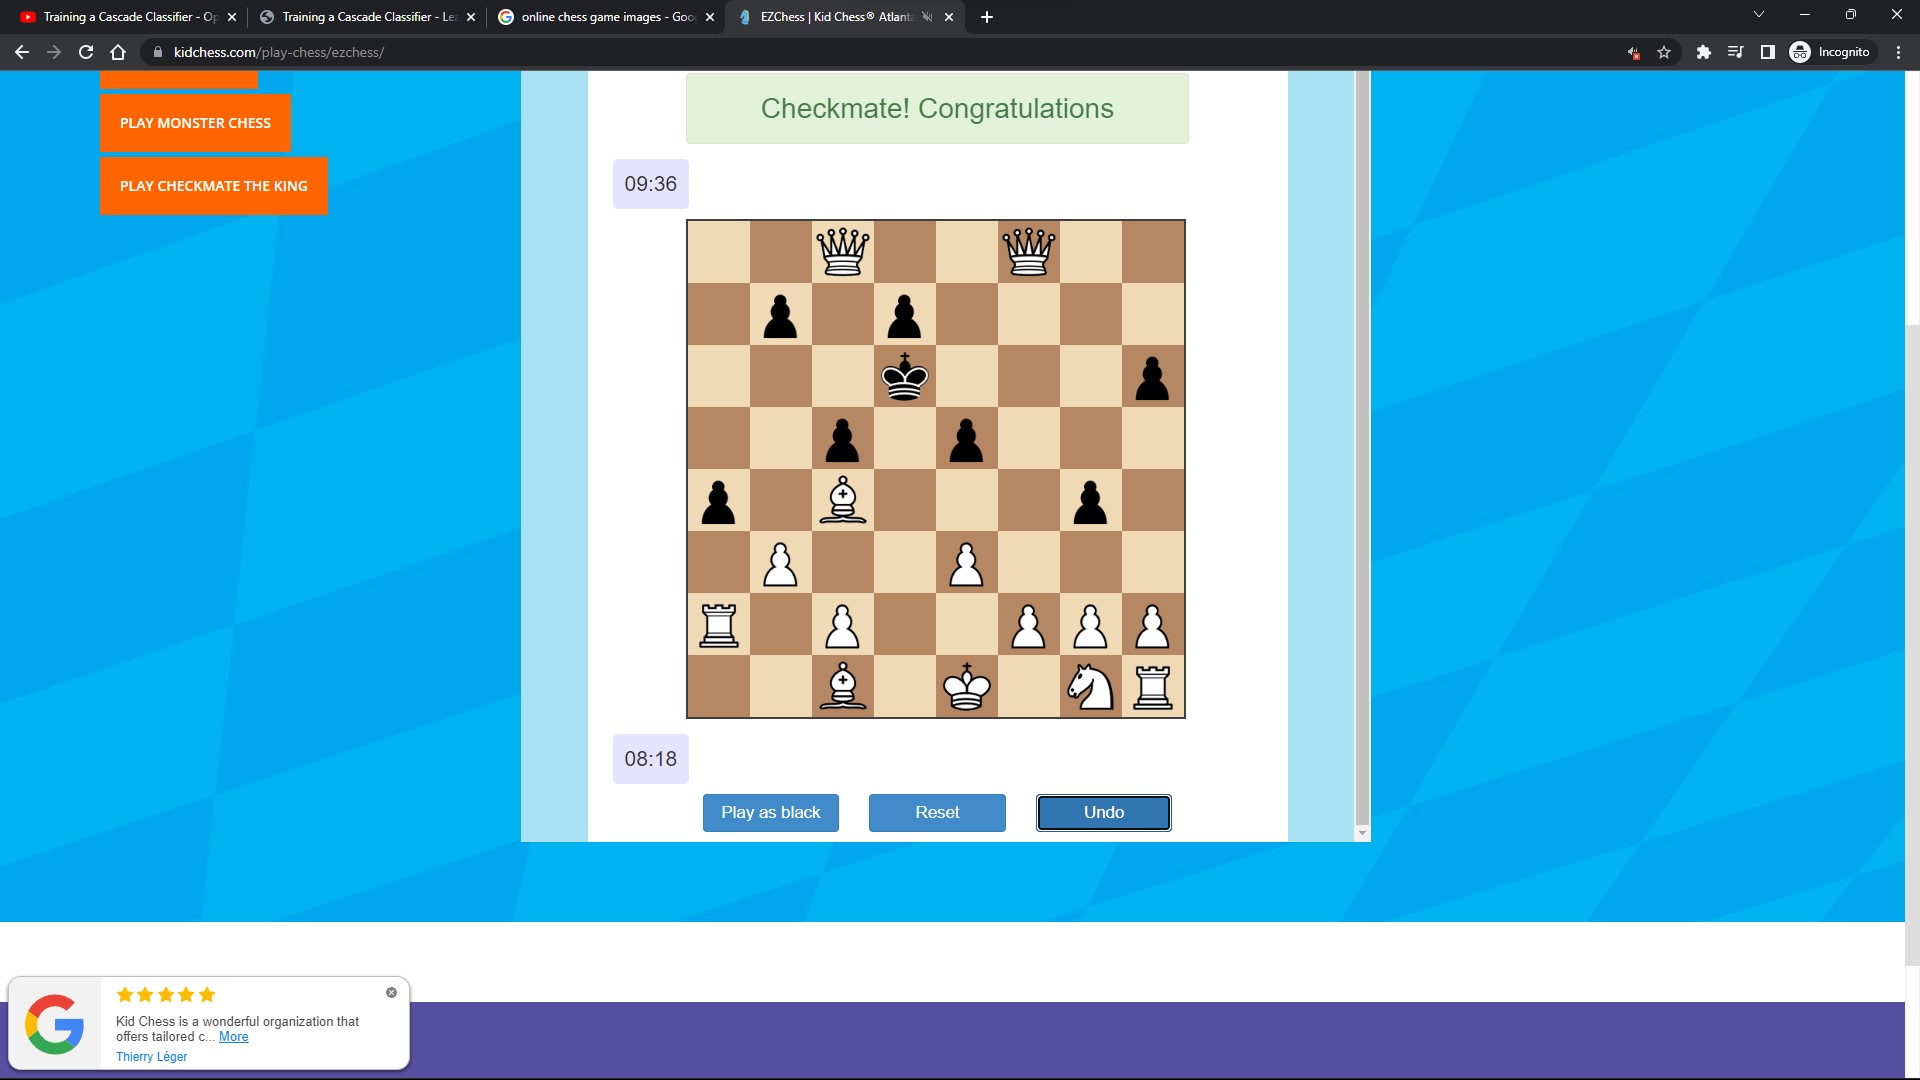 Training a Cascade Classifier - Op
Training a Cascade Classifier - Le
online chess game images - Goo
EZChess | Kid Chess® Atlanta
kidchess.com/play-chess/ezchess/
Incognito
PLAY MONSTER CHESS
PLAY CHECKMATE THE KING
Checkmate! Congratulations
09:36
08:18
Play as black
Reset
Undo
Kid Chess is a wonderful organization that
offers tailored c... More
Thierry Léger